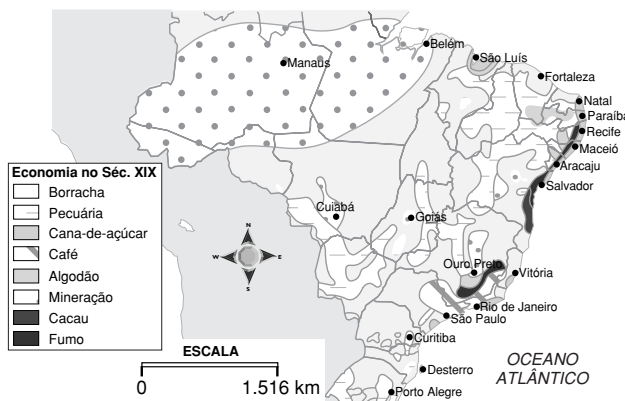 Belém
São Luís
Manaus
Fortaleza
Natal
Paraíba
Recife
Maceió
Aracaju
Salvador
Economia no Séc. XIX
Borracha
Pecuária
Cana-de-açúcar
Café
Algodão
Mineração
Cacau
Fumo
Cuiabá
Goiás
N
W
E
S
Ouro Preto
Vitória
Rio de Janeiro
São Paulo
Curitiba
ESCALA
0
1.516 km
OCEANO
ATLÂNTICO
Desterro
Porto Alegre